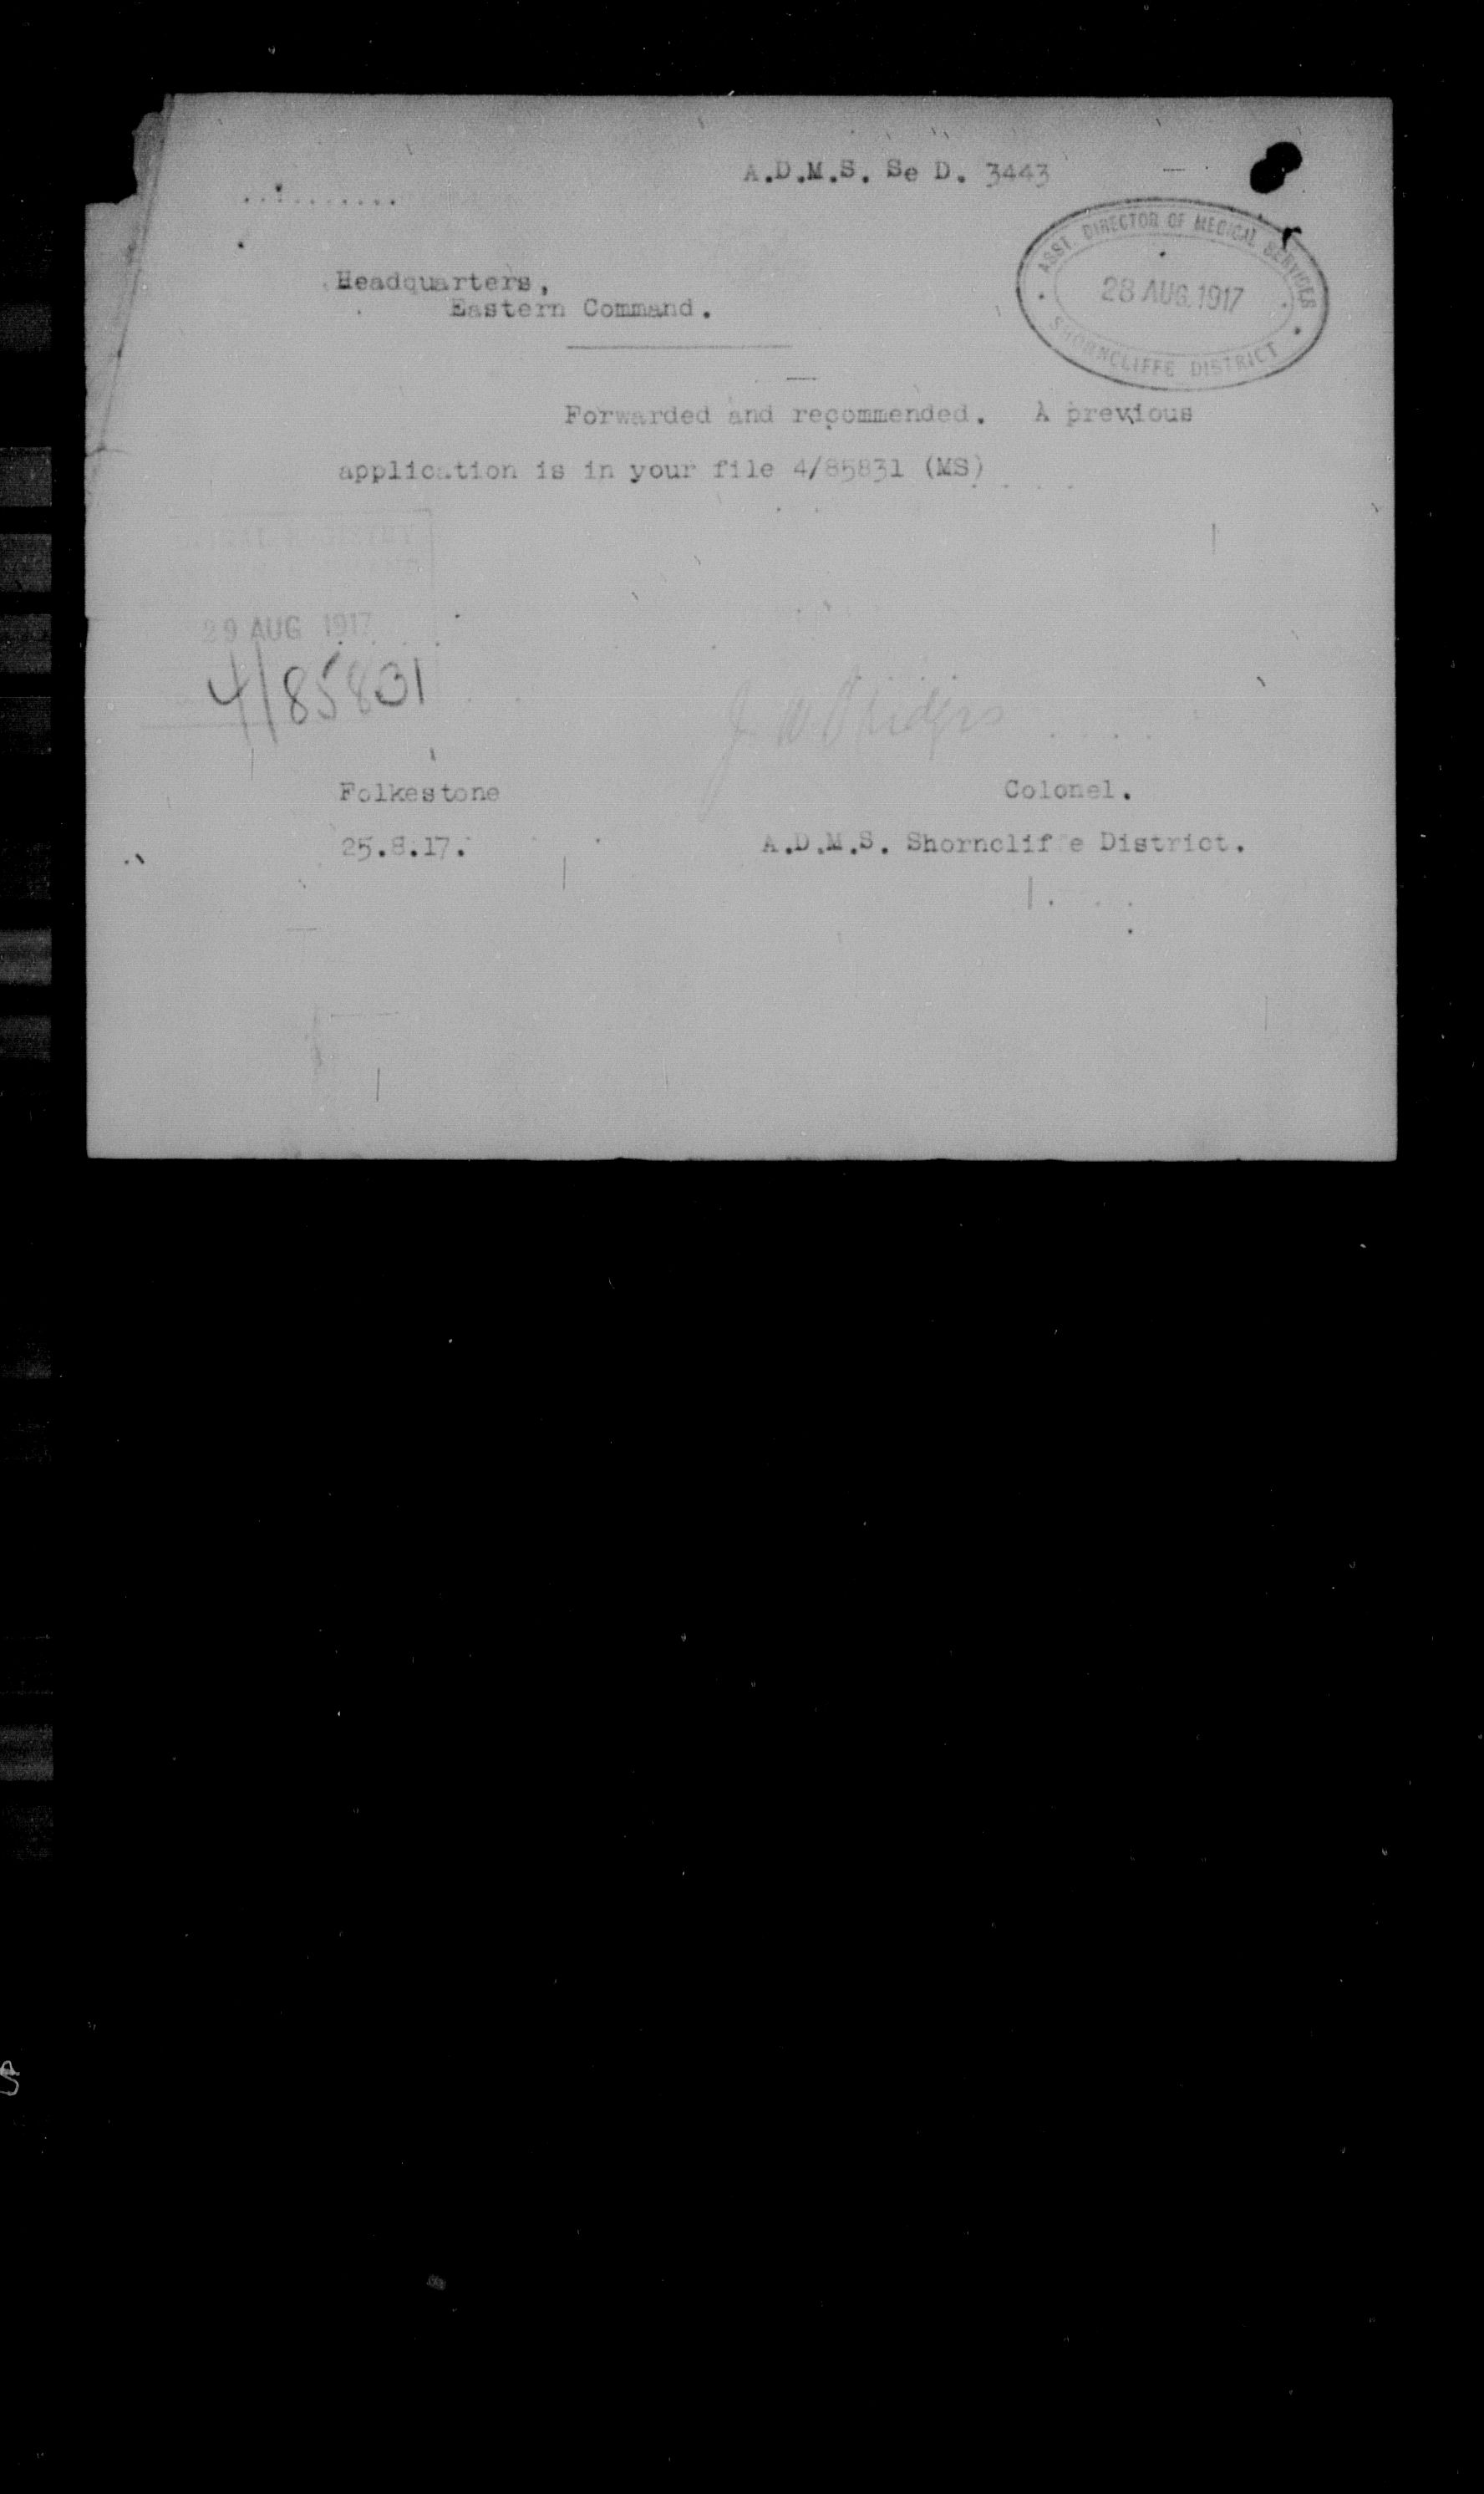 A.D.M.S. Se D. 3443
ASST. DIRECTOR OF MEDICAL SERVICES
28 AUG. 1917
SHORNCLIFFE DISTRICT
Headquarters,
Eastern Command.
Forwarded and recommended. A previous
application is in your file 4/85831 (MS)
REGISTRY
29 AUG 1917
4/85831
Folkestone
Colonel.
25.8.17.
A.D.M.S. Shorncliffe District.